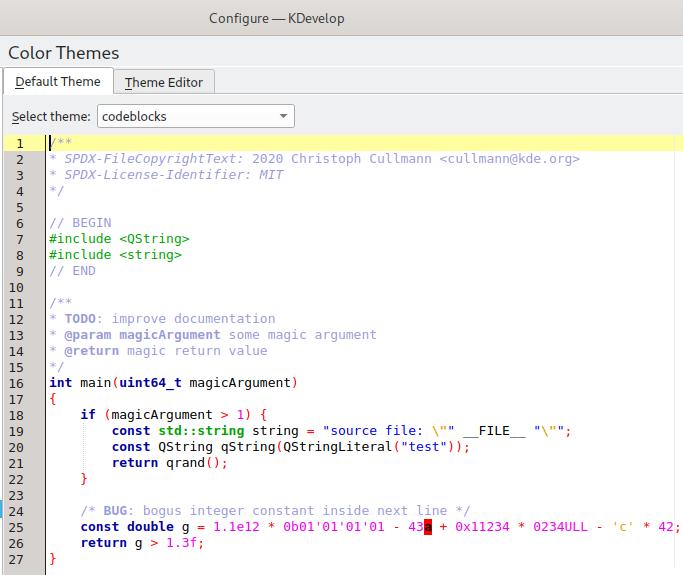 Configure — KDevelop
Color Themes
Default Theme Theme Editor
Select theme: codeblocks
1 /**
2 * SPDX-FileCopyrightText: 2020 Christoph Cullmann <cullmann@kde.org>
3 * SPDX-License-Identifier: MIT
4 */
5
6 // BEGIN
7 #include <QString>
8 #include <string>
9 // END
10
11 /**
12 * TODO: improve documentation
13 * @param magicArgument some magic argument
14 * @return magic return value
15 */
16 int main(uint64_t magicArgument)
17 {
18     if (magicArgument > 1) {
19         const std::string string = "source file: \"" __FILE__ "\"";
20         const QString qString(QStringLiteral("test"));
21         return qrand();
22     }
23
24     /* BUG: bogus integer constant inside next line */
25     const double g = 1.1e12 * 0b01'01'01'01 - 43a + 0x11234 * 0234ULL - 'c' * 42;
26     return g > 1.3f;
27 }